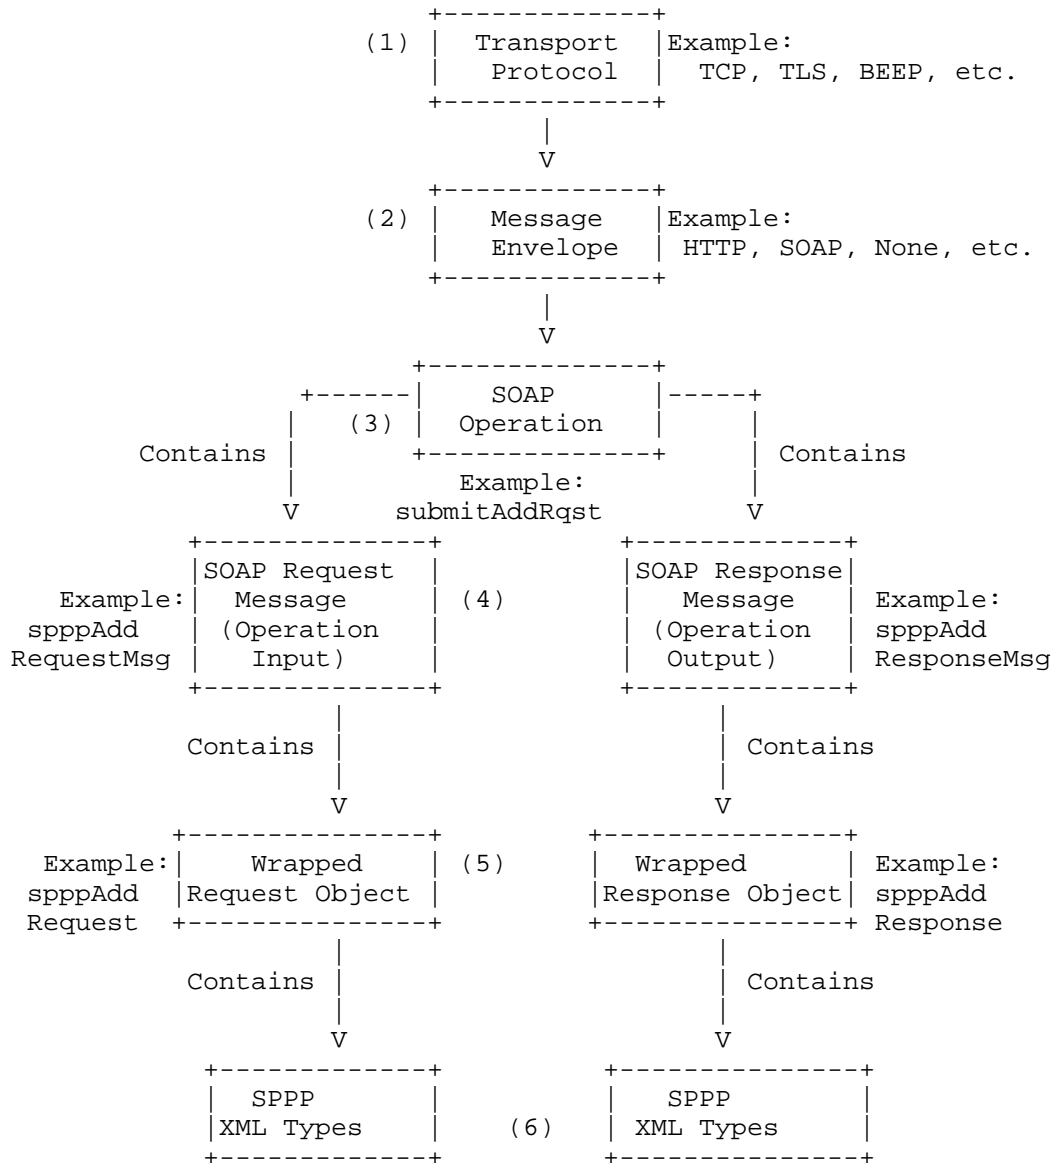 +-------------+
(1) |  Transport  |Example:
|   Protocol  |  TCP, TLS, BEEP, etc.
+-------------+
|
V
+-------------+
(2) |   Message   |Example:
|   Envelope  | HTTP, SOAP, None, etc.
+-------------+
|
V
+--------------+
+------|    SOAP      |-----+
|   (3) |  Operation   |     |
Contains |       +--------------+     | Contains
|         Example:           |
V      submitAddRqst         V
+--------------+           +-------------+
|SOAP Request  |           |SOAP Response|
Example:|  Message     | (4)       |   Message   | Example:
spppAdd | (Operation   |           | (Operation  | spppAdd
RequestMsg |   Input)     |           |  Output)    | ResponseMsg
+--------------+           +-------------+
|                      |
Contains |                      | Contains
|                      |
V                      V
+---------------+         +---------------+
Example:|    Wrapped    | (5)     |  Wrapped      | Example:
spppAdd |Request Object |         |Response Object| spppAdd
Request +---------------+         +---------------+ Response
|                      |
Contains |                      | Contains
|                      |
V                      V
+-------------+          +---------------+
|  SPPP       |          |   SPPP        |
|XML Types    |    (6)   | XML Types     |
+-------------+          +---------------+